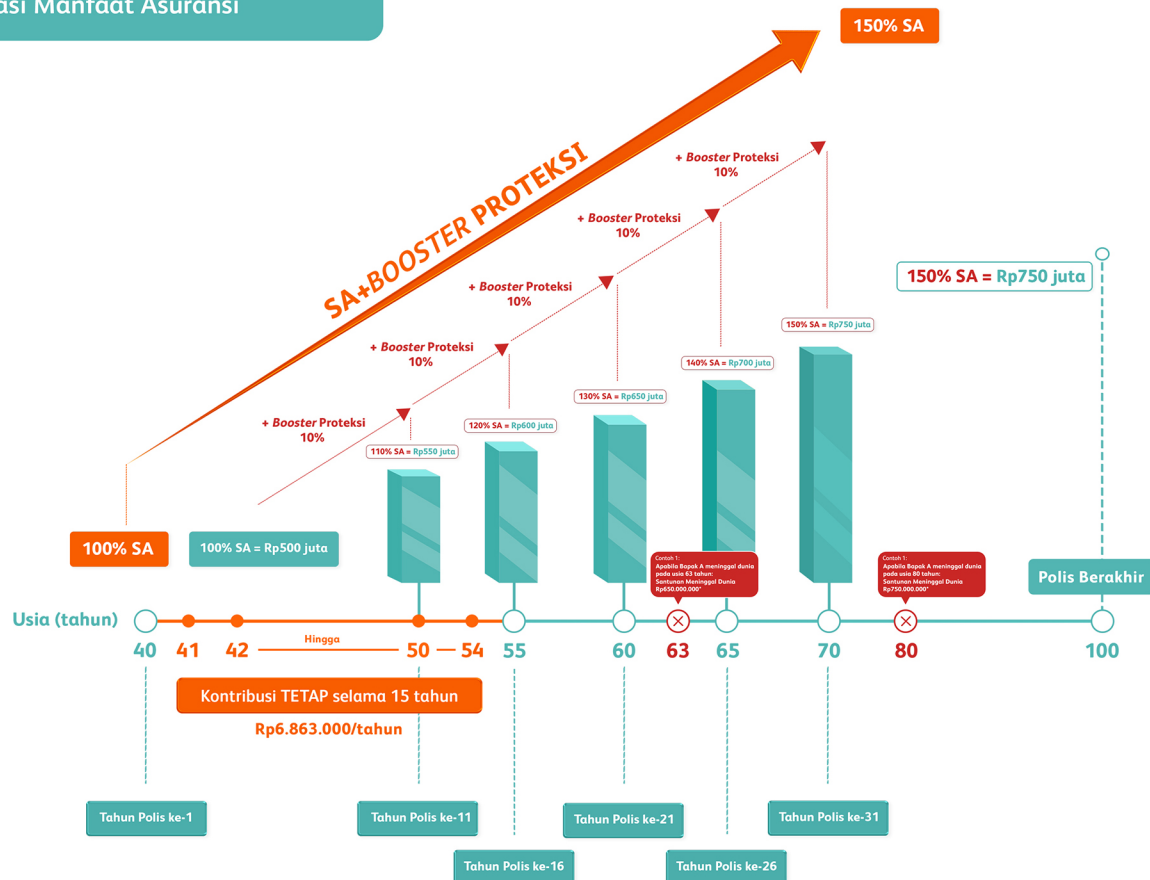 asi Manfaat Asuransi
150% SA
SA+BOOSTER PROTEKSI
+ Booster Proteksi
10%
+ Booster Proteksi
10%
+ Booster Proteksi
10%
+ Booster Proteksi
10%
+ Booster Proteksi
10%
150% SA = Rp750 juta
150% SA = Rp750 juta
140% SA = Rp700 juta
130% SA = Rp650 juta
120% SA = Rp600 juta
110% SA = Rp550 juta
100% SA
100% SA = Rp500 juta
Contoh 1:
Apabila Bapak A meninggal dunia
pada usia 63 tahun:
Santunan Meninggal Dunia
Rp650.000.000*
Contoh 1:
Apabila Bapak A meninggal dunia
pada usia 80 tahun:
Santunan Meninggal Dunia
Rp750.000.000*
Polis Berakhir
Usia (tahun)
40 41 42 Hingga 50 54 55 60 63 65 70 80 100
Kontribusi TETAP selama 15 tahun
Rp6.863.000/tahun
Tahun Polis ke-1
Tahun Polis ke-11
Tahun Polis ke-16
Tahun Polis ke-21
Tahun Polis ke-26
Tahun Polis ke-31